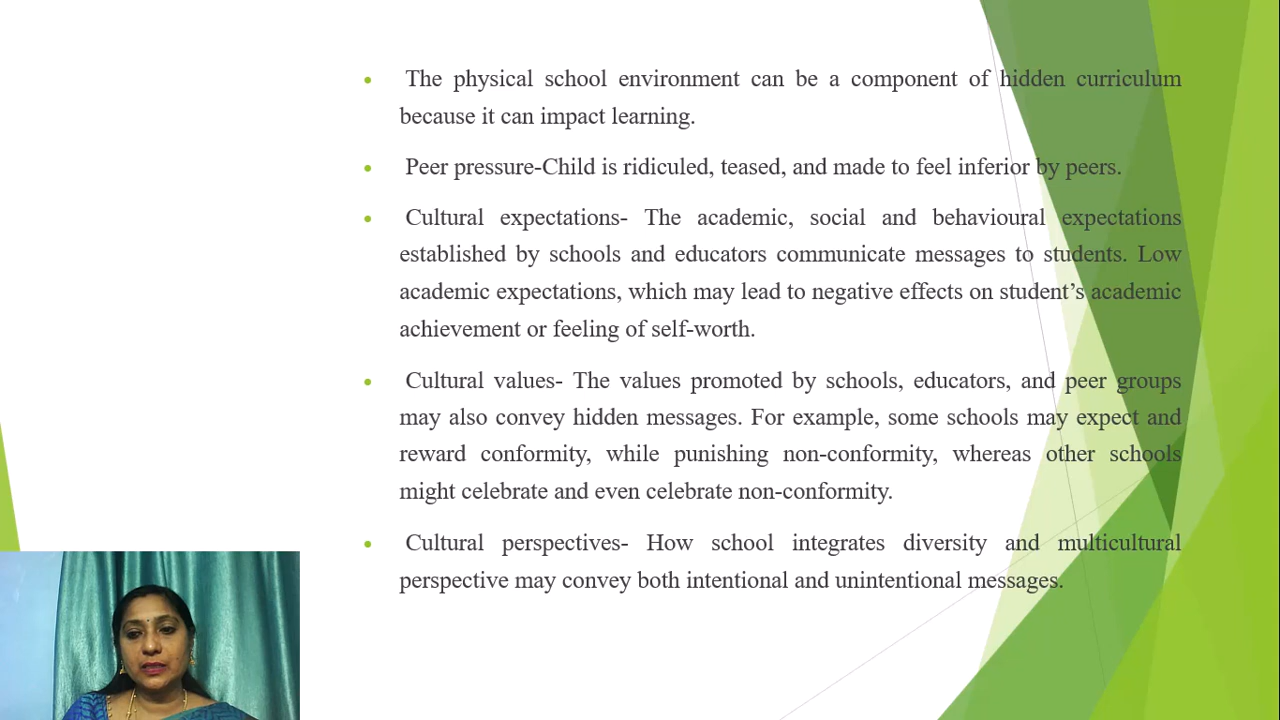 • The physical school environment can be a component of hidden curriculum
because it can impact learning.
• Peer pressure-Child is ridiculed, teased, and made to feel inferior by peers.
• Cultural expectations- The academic, social and behavioural expectations
established by schools and educators communicate messages to students. Low
academic expectations, which may lead to negative effects on student’s academic
achievement or feeling of self-worth.
• Cultural values- The values promoted by schools, educators, and peer groups
may also convey hidden messages. For example, some schools may expect and
reward conformity, while punishing non-conformity, whereas other schools
might celebrate and even celebrate non-conformity.
• Cultural perspectives- How school integrates diversity and multicultural
perspective may convey both intentional and unintentional messages.